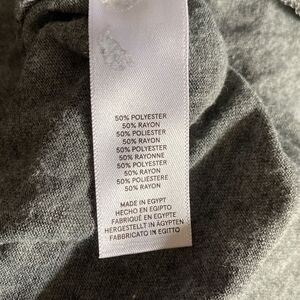 50% POLYESTER
50% RAYON
50% POLIESTER
50% RAYON
50% POLYESTER
50% RAYONNE
50% POLYESTER
50% RAYON
50% POLIESTERE
50% RAYON
MADE IN EGYPT
HECHO EN EGIPTO
FABRIQUÉ EN EGYPTE
HERGESTELLT IN ÄGYPTEN
FABBRICATO IN EGITTO